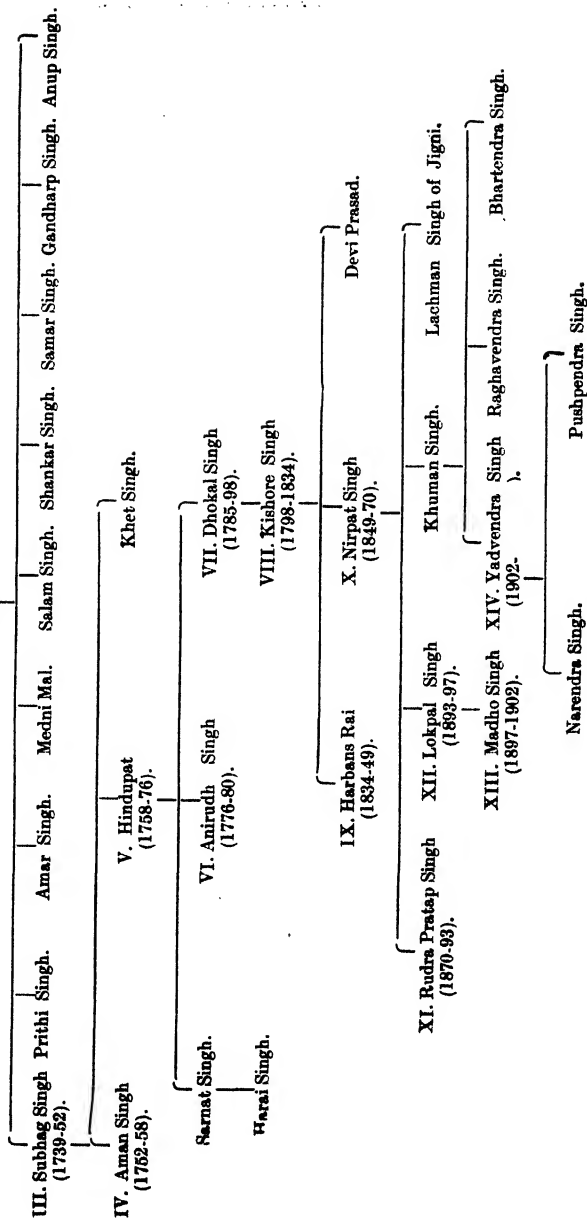 III. Subhag Singh Prithi Singh. Amar Singh. Medni Mal. Salam Singh. Shankar Singh. Samar Singh. Gandharp Singh. Anup Singh.
(1739-52).
IV. Aman Singh V. Hindupat Khet Singh.
(1752-58). (1758-76).
Sarnat Singh. VI. Anirudh Singh VII. Dhokal Singh
(1776-80). (1785-98).
Harai Singh. VIII. Kishore Singh
(1798-1834).
IX. Harbans Rai X. Nirpat Singh Devi Prasad.
(1834-49). (1849-70).
XI. Rudra Pratap Singh XII. Lokpal Singh Khuman Singh. Lachman Singh of Jigni.
(1870-93). (1893-97).
XIII. Madho Singh XIV. Yadvendra Singh Raghavendra Singh. Bhartendra Singh.
(1897-1902). (1902- ).
Narendra Singh. Pushpendra Singh.